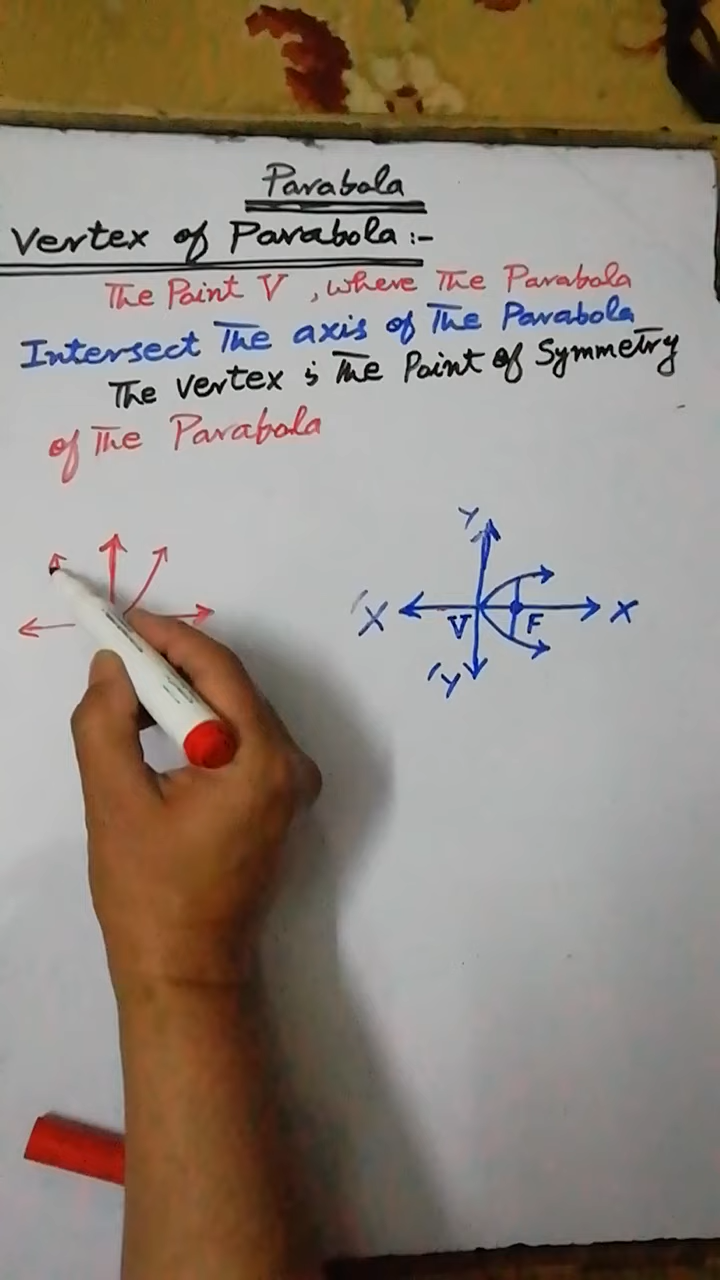 Parabola
Vertex of Parabola :-
The Point V , where The Parabola
Intersect The axis of The Parabola
The vertex is The Point of Symmetry
of The Parabola
Y
'X V F X
'Y